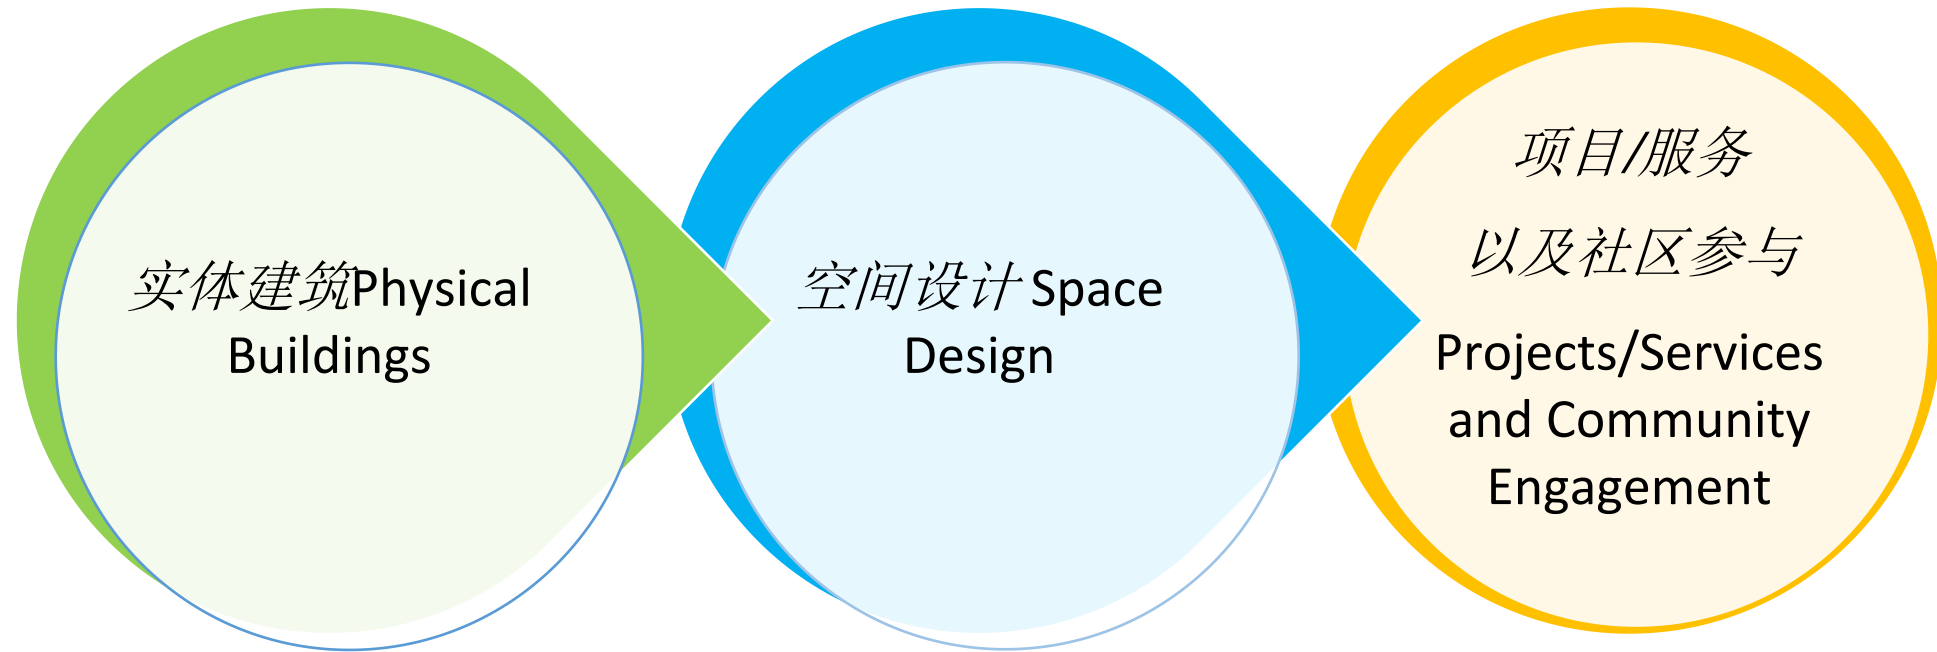 实体建筑Physical
Buildings
空间设计 Space
Design
项目/服务
以及社区参与
Projects/Services
and Community
Engagement